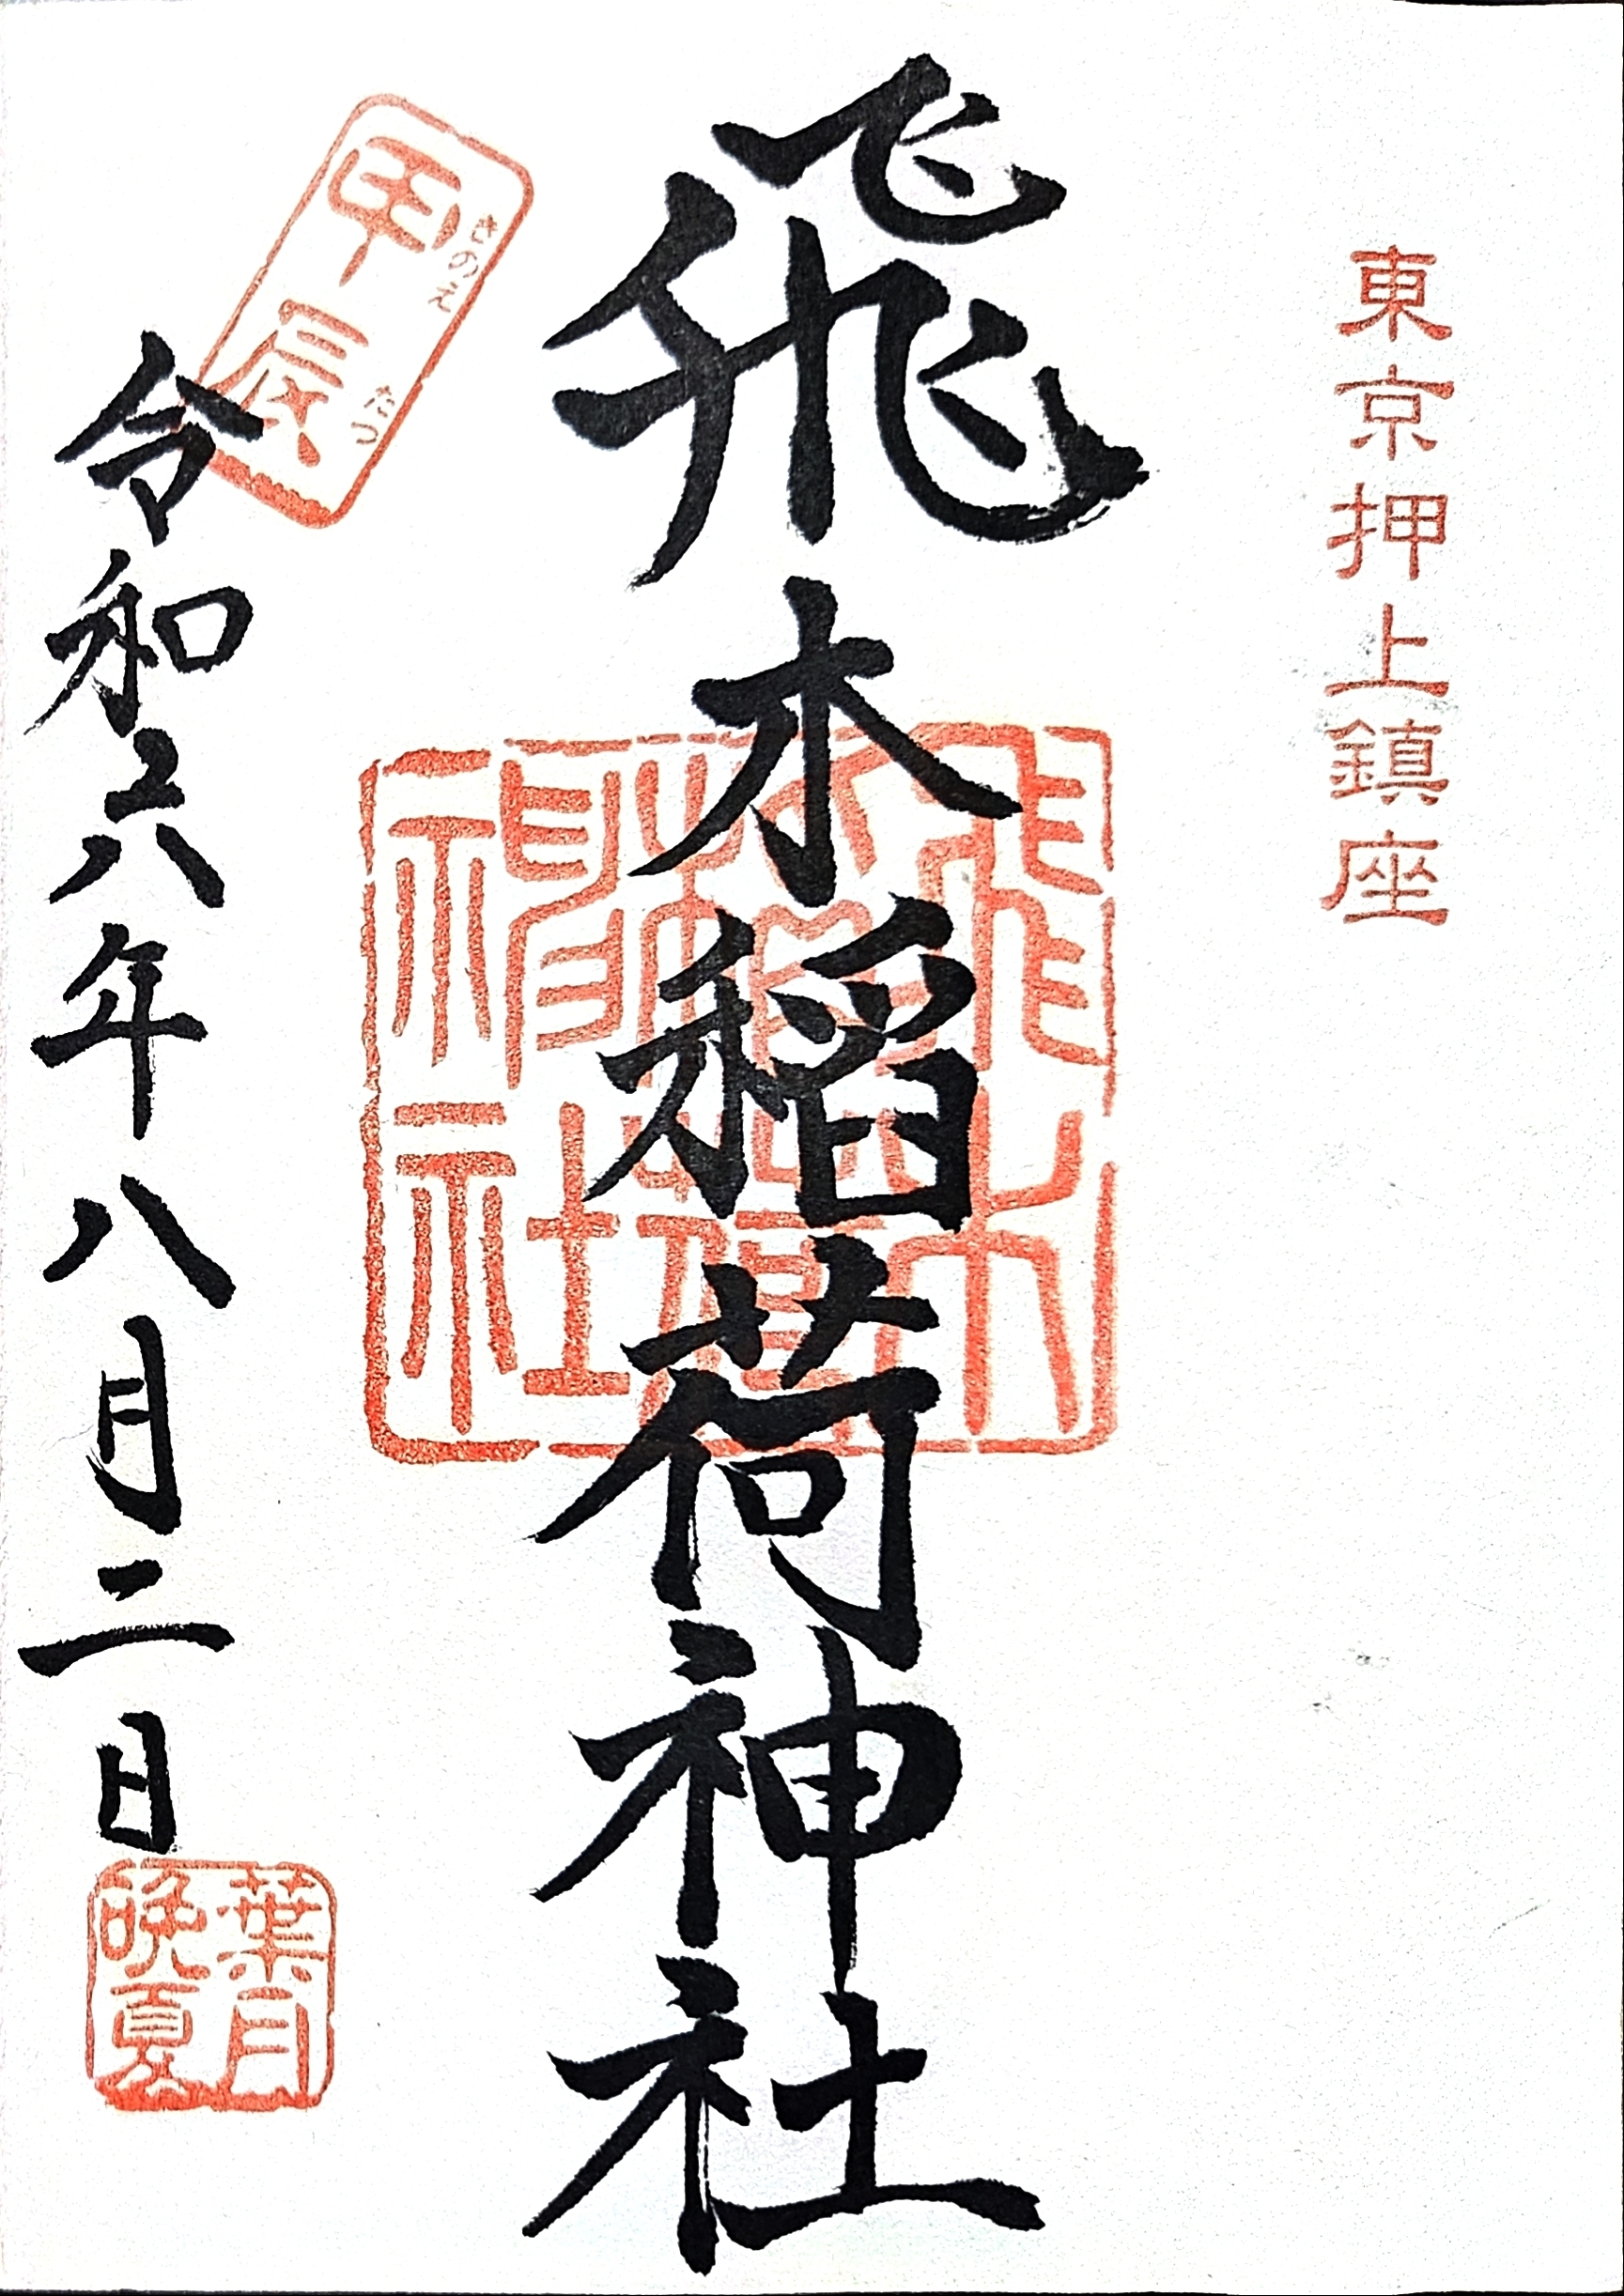 東京押上鎮座
飛木稲荷神社
飛木
稲荷
神社
甲辰
きのえ たつ
令和六年八月二日
葉月
晩夏